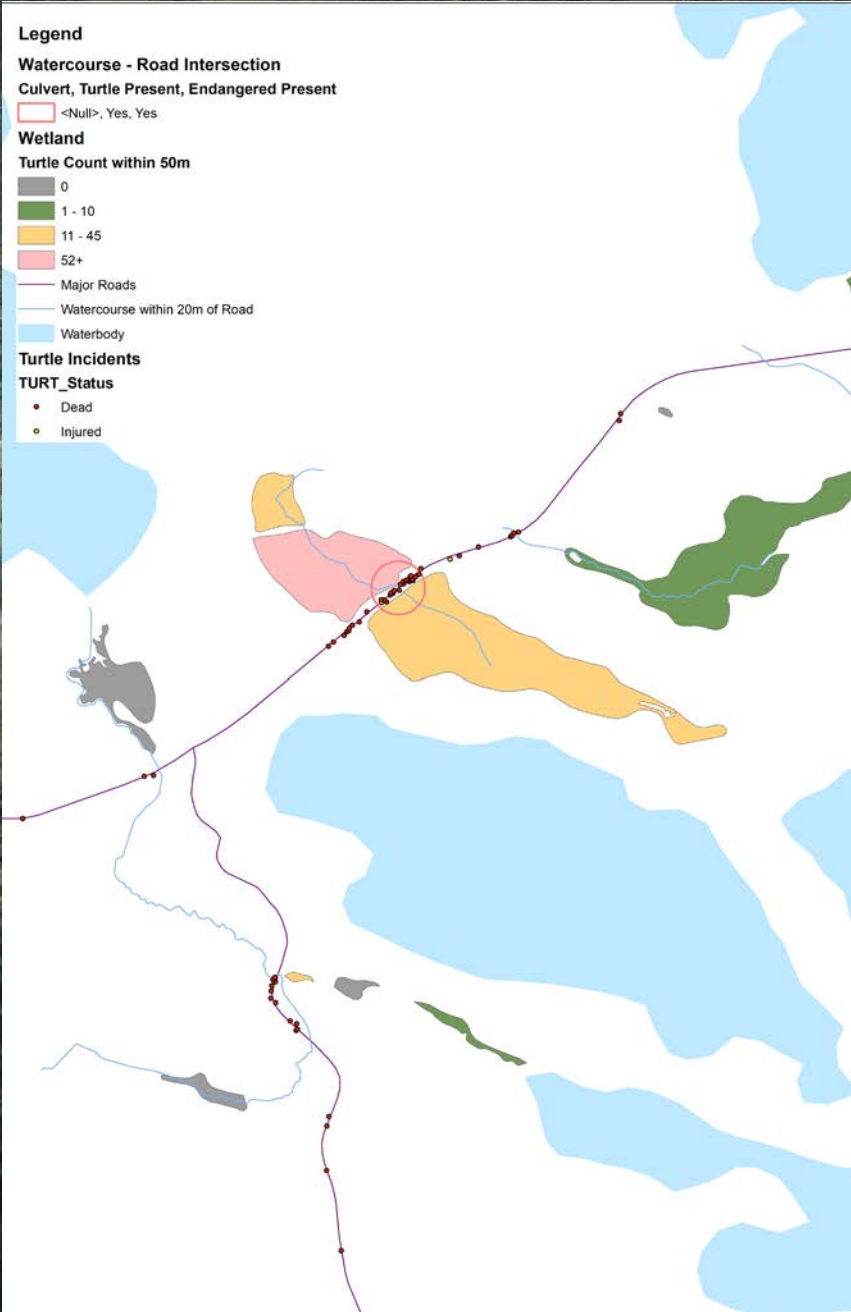 Legend
Watercourse - Road Intersection
Culvert, Turtle Present, Endangered Present
<Null>, Yes, Yes
Wetland
Turtle Count within 50m
0
1 - 10
11 - 45
52+
Major Roads
Watercourse within 20m of Road
Waterbody
Turtle Incidents
TURT_Status
Dead
Injured